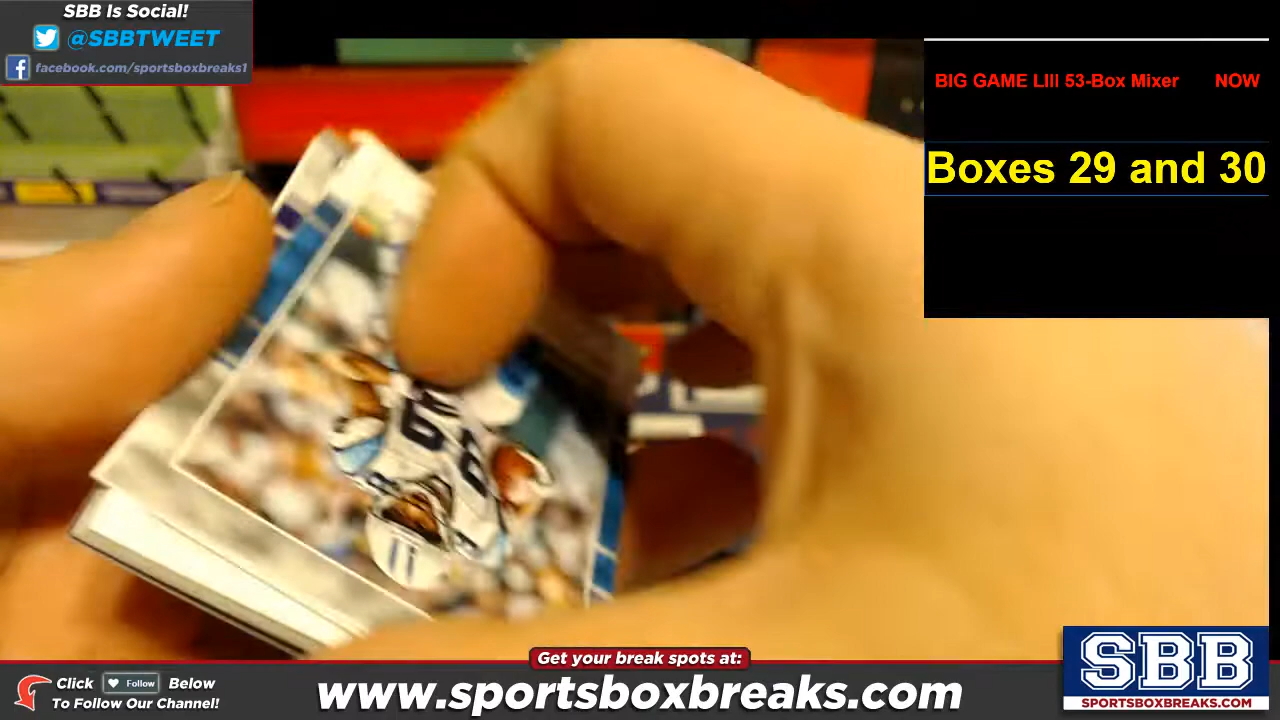 SBB Is Social!
@SBBTWEET
facebook.com/sportsboxbreaks1
BIG GAME LIII 53-Box Mixer NOW
Boxes 29 and 30
Get your break spots at:
Click Follow Below
To Follow Our Channel!
www.sportsboxbreaks.com
SBB
SPORTSBOXBREAKS.COM